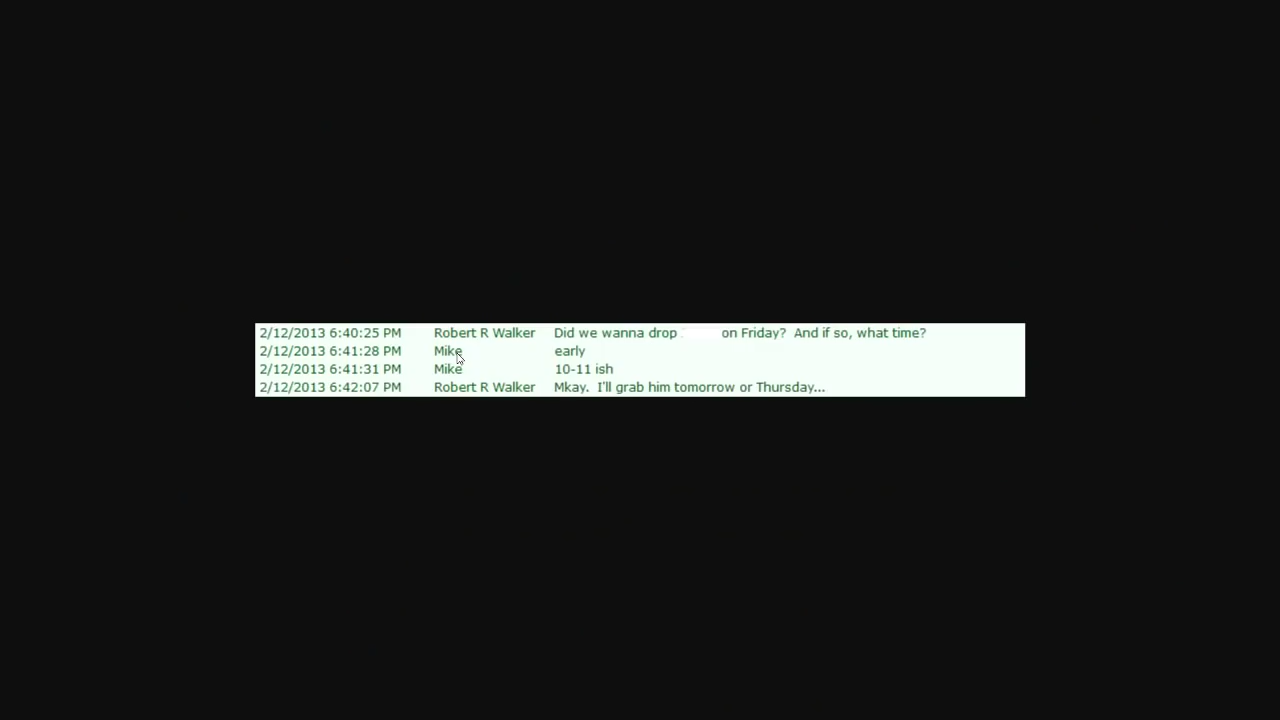 2/12/2013 6:40:25 PM Robert R Walker Did we wanna drop on Friday?  And if so, what time?
2/12/2013 6:41:28 PM Mike early
2/12/2013 6:41:31 PM Mike 10-11 ish
2/12/2013 6:42:07 PM Robert R Walker Mkay.  I'll grab him tomorrow or Thursday...